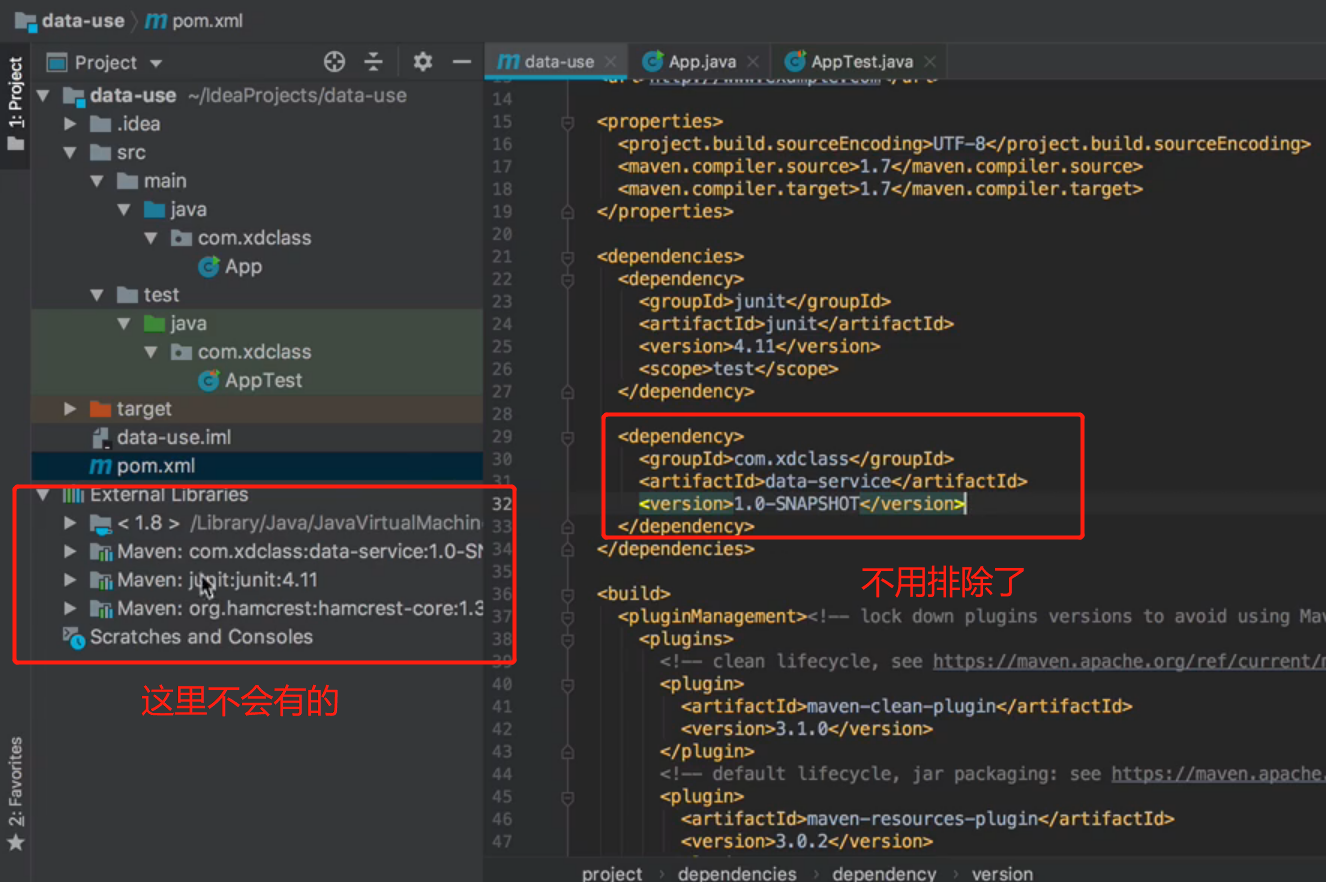 data-use pom.xml
Project
data-use App.java AppTest.java
1: Project
data-use ~/IdeaProjects/data-use
.idea
src
main
java
com.xdclass
App
test
java
com.xdclass
AppTest
target
data-use.iml
pom.xml
External Libraries
< 1.8 > /Library/Java/JavaVirtualMachin
Maven: com.xdclass:data-service:1.0-SN
Maven: junit:junit:4.11
Maven: org.hamcrest:hamcrest-core:1.3
Scratches and Consoles
这里不会有的
2: Favorites
14
15 <properties>
16 <project.build.sourceEncoding>UTF-8</project.build.sourceEncoding>
17 <maven.compiler.source>1.7</maven.compiler.source>
18 <maven.compiler.target>1.7</maven.compiler.target>
19 </properties>
20
21 <dependencies>
22 <dependency>
23 <groupId>junit</groupId>
24 <artifactId>junit</artifactId>
25 <version>4.11</version>
26 <scope>test</scope>
27 </dependency>
28
29 <dependency>
30 <groupId>com.xdclass</groupId>
31 <artifactId>data-service</artifactId>
32 <version>1.0-SNAPSHOT</version>
33 </dependency>
34 </dependencies>
35
不用排除了
36 <build>
37 <pluginManagement><!-- lock down plugins versions to avoid using Mav
38 <plugins>
39 <!-- clean lifecycle, see https://maven.apache.org/ref/current/
40 <plugin>
41 <artifactId>maven-clean-plugin</artifactId>
42 <version>3.1.0</version>
43 </plugin>
44 <!-- default lifecycle, jar packaging: see https://maven.apache.
45 <plugin>
46 <artifactId>maven-resources-plugin</artifactId>
47 <version>3.0.2</version>
project › dependencies › dependency › version